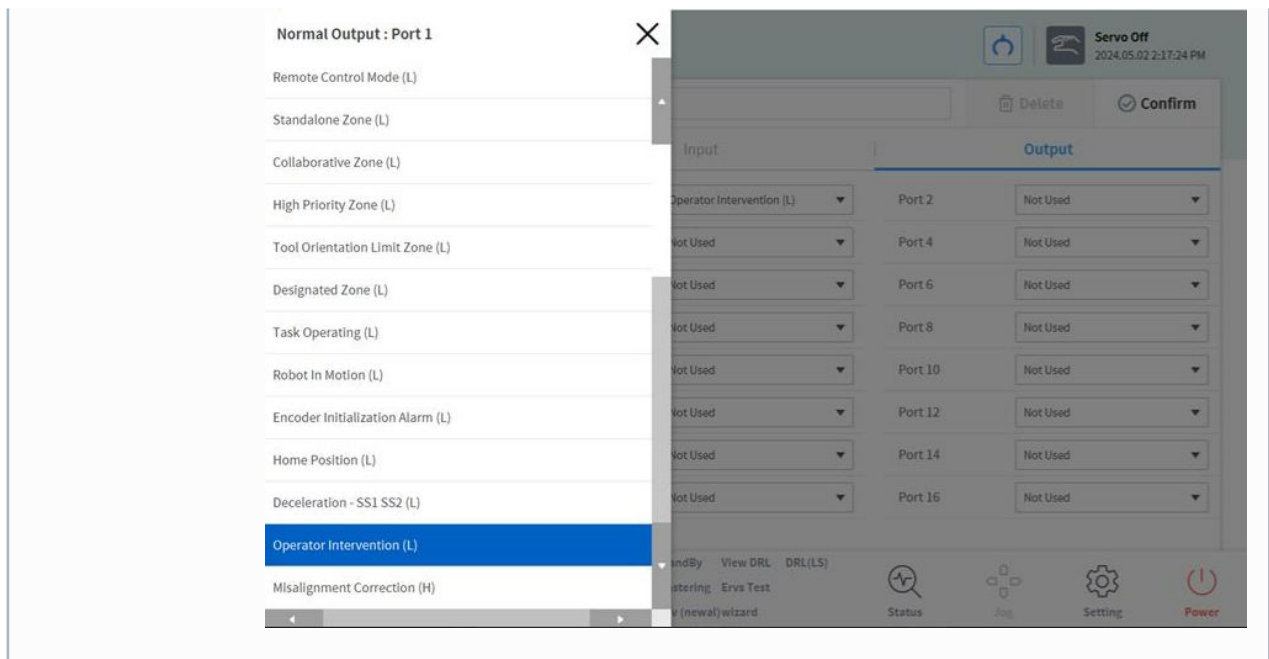 Normal Output : Port 1
Servo Off
2024.05.02 2:17:24 PM
Remote Control Mode (L)
Standalone Zone (L)
Collaborative Zone (L)
High Priority Zone (L)
Tool Orientation Limit Zone (L)
Designated Zone (L)
Task Operating (L)
Robot In Motion (L)
Encoder Initialization Alarm (L)
Home Position (L)
Deceleration - SS1 SS2 (L)
Operator Intervention (L)
Misalignment Correction (H)
Delete
Confirm
Input
Output
Operator Intervention (L)
Port 2
Not Used
Not Used
Port 4
Not Used
Not Used
Port 6
Not Used
Not Used
Port 8
Not Used
Not Used
Port 10
Not Used
Not Used
Port 12
Not Used
Not Used
Port 14
Not Used
Not Used
Port 16
Not Used
View DRL DRL(LS)
Ervs Test
(newal)wizard
Status
Jog
Setting
Power